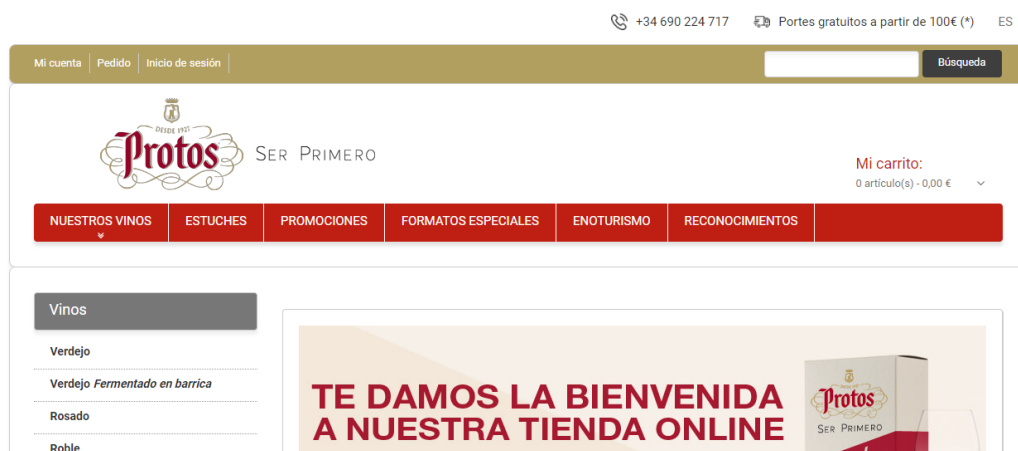 +34 690 224 717 Portes gratuitos a partir de 100€ (*) ES
Mi cuenta Pedido Inicio de sesión Búsqueda
DESDE 1927
Protos SER PRIMERO
Mi carrito:
0 artículo(s) - 0,00 €
NUESTROS VINOS ESTUCHES PROMOCIONES FORMATOS ESPECIALES ENOTURISMO RECONOCIMIENTOS
Vinos
Verdejo
Verdejo Fermentado en barrica
Rosado
Roble
TE DAMOS LA BIENVENIDA
A NUESTRA TIENDA ONLINE
Protos
SER PRIMERO